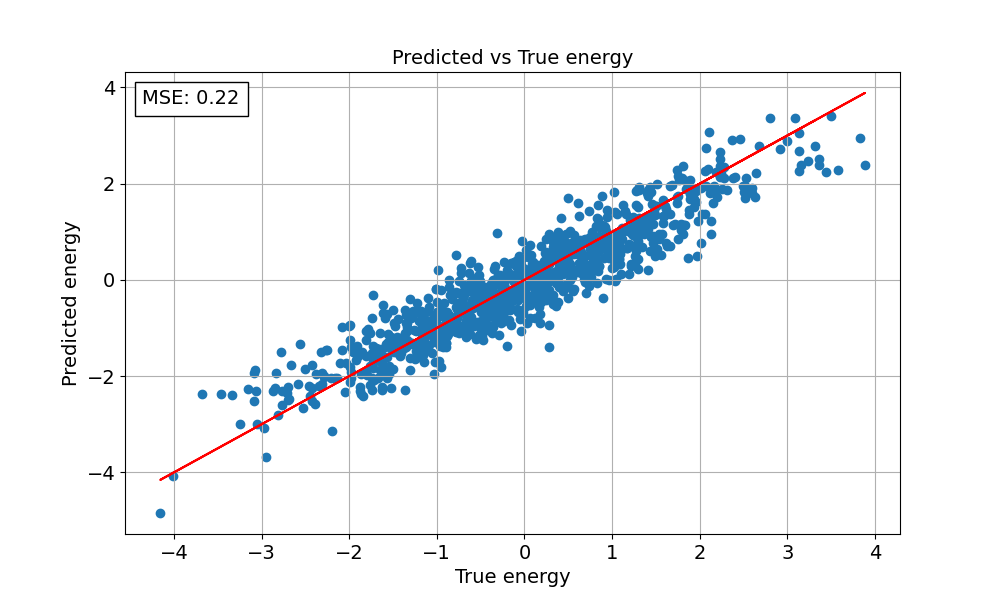 Predicted vs True energy
MSE: 0.22
Predicted energy
4
2
0
−2
−4
−4 −3 −2 −1 0 1 2 3 4
True energy